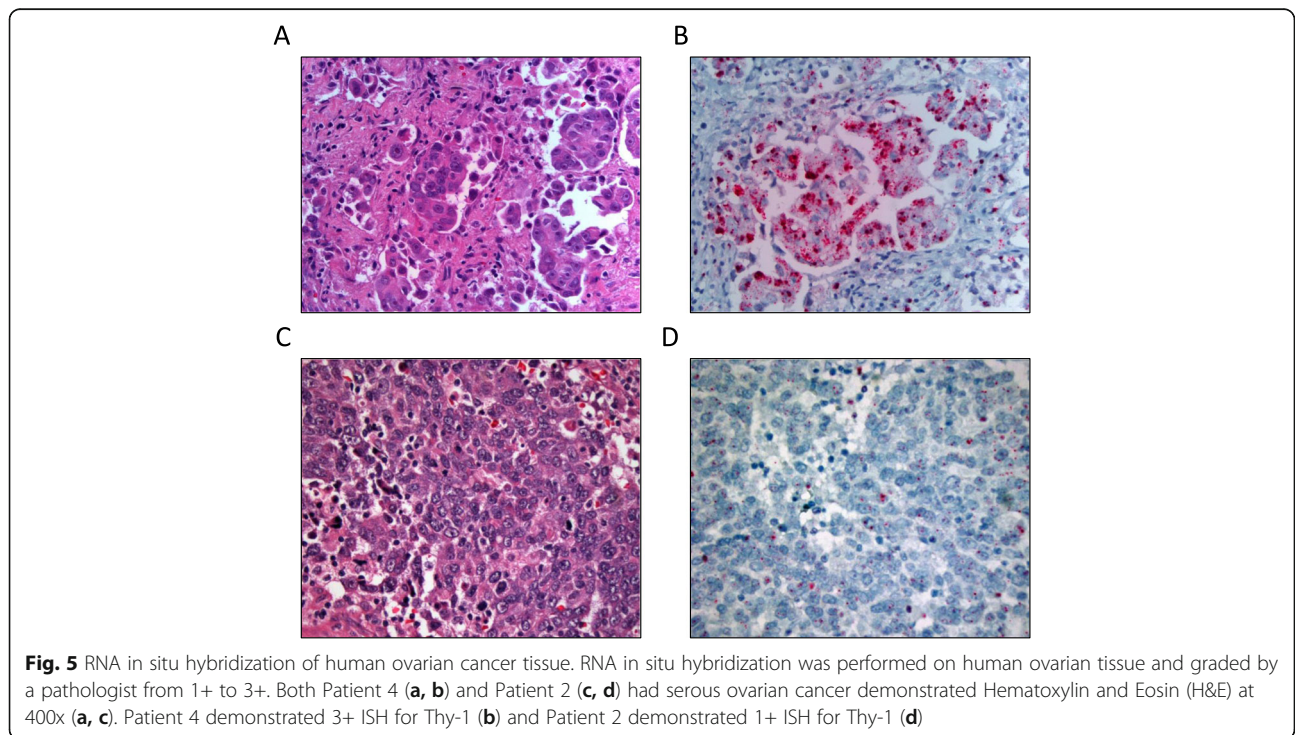 A
B
C
D
Fig. 5 RNA in situ hybridization of human ovarian cancer tissue. RNA in situ hybridization was performed on human ovarian tissue and graded by
a pathologist from 1+ to 3+. Both Patient 4 (a, b) and Patient 2 (c, d) had serous ovarian cancer demonstrated Hematoxylin and Eosin (H&E) at
400x (a, c). Patient 4 demonstrated 3+ ISH for Thy-1 (b) and Patient 2 demonstrated 1+ ISH for Thy-1 (d)